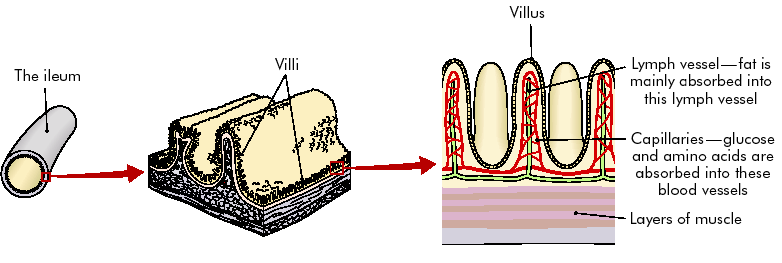 The ileum
Villi
Villus
Lymph vessel—fat is
mainly absorbed into
this lymph vessel
Capillaries—glucose
and amino acids are
absorbed into these
blood vessels
Layers of muscle